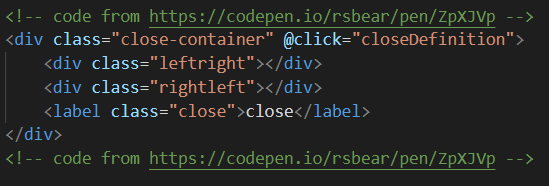 <!-- code from https://codepen.io/rsbear/pen/ZpXJVp -->
<div class="close-container" @click="closeDefinition">
    <div class="leftright"></div>
    <div class="rightleft"></div>
    <label class="close">close</label>
</div>
<!-- code from https://codepen.io/rsbear/pen/ZpXJVp -->